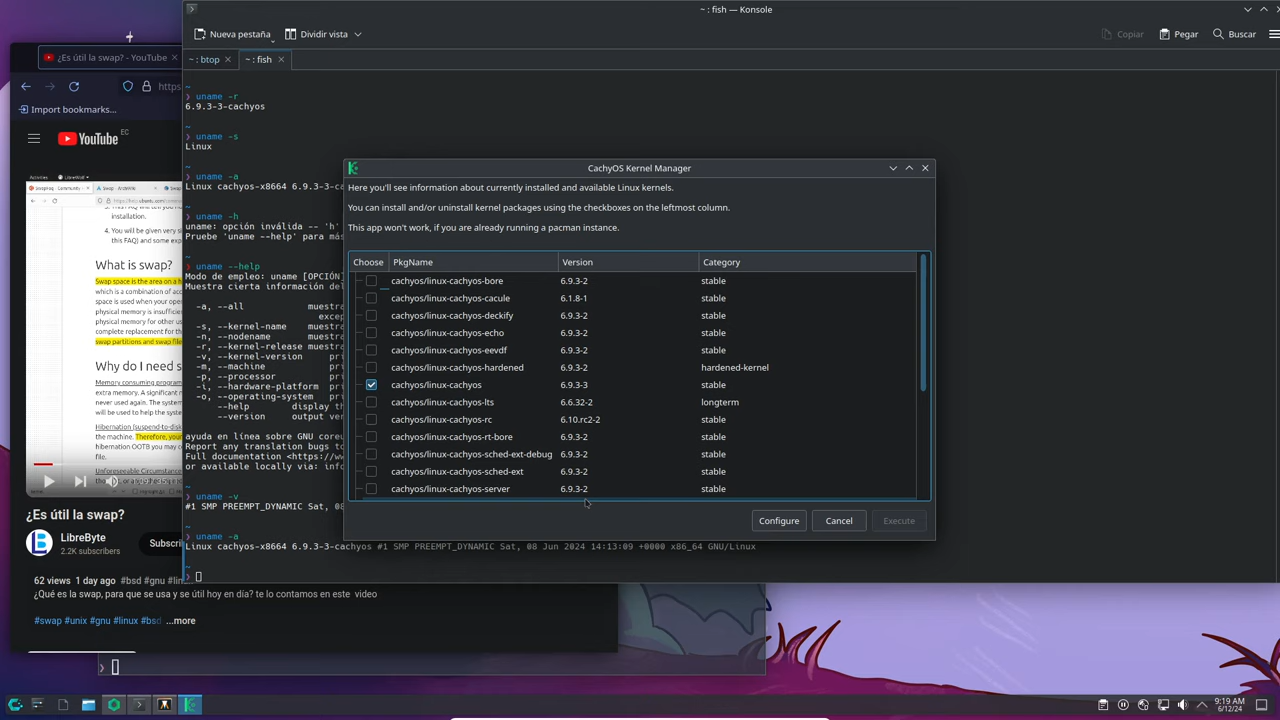 ~ : fish — Konsole
Nueva pestaña
Dividir vista
Copiar
Pegar
Buscar
~ : btop
~ : fish
¿Es útil la swap? - YouTube
https
Import bookmarks...
YouTube
EC
What is swap?
Why do I need s
¿Es útil la swap?
LibreByte
2.2K subscribers
Subscri
62 views 1 day ago #bsd #gnu #lin
¿Qué es la swap, para que se usa y se útil hoy en día? te lo contamos en este video
#swap #unix #gnu #linux #bsd ...more
~
❯ uname -r
6.9.3-3-cachyos
~
❯ uname -s
Linux
~
❯ uname -a
Linux cachyos-x8664 6.9.3-3-ca
~
❯ uname -h
uname: opción inválida -- 'h'
Pruebe 'uname --help' para más
~
❯ uname --help
Modo de empleo: uname [OPCIÓN]
Muestra cierta información del
-a, --all muestra
excep
-s, --kernel-name muestra
-n, --nodename muestra
-r, --kernel-release muestra
-v, --kernel-version pri
-m, --machine pri
-p, --processor pri
-i, --hardware-platform pri
-o, --operating-system pri
--help display th
--version output ver
ayuda en línea sobre GNU coreu
Report any translation bugs to
Full documentation <https://ww
or available locally via: info
~
❯ uname -v
#1 SMP PREEMPT_DYNAMIC Sat, 08
~
❯ uname -a
Linux cachyos-x8664 6.9.3-3-cachyos #1 SMP PREEMPT_DYNAMIC Sat, 08 Jun 2024 14:13:09 +0000 x86_64 GNU/Linux
~
❯
CachyOS Kernel Manager
Here you'll see information about currently installed and available Linux kernels.
You can install and/or uninstall kernel packages using the checkboxes on the leftmost column.
This app won't work, if you are already running a pacman instance.
Choose PkgName Version Category
cachyos/linux-cachyos-bore 6.9.3-2 stable
cachyos/linux-cachyos-cacule 6.1.8-1 stable
cachyos/linux-cachyos-deckify 6.9.3-2 stable
cachyos/linux-cachyos-echo 6.9.3-2 stable
cachyos/linux-cachyos-eevdf 6.9.3-2 stable
cachyos/linux-cachyos-hardened 6.9.3-2 hardened-kernel
cachyos/linux-cachyos 6.9.3-3 stable
cachyos/linux-cachyos-lts 6.6.32-2 longterm
cachyos/linux-cachyos-rc 6.10.rc2-2 stable
cachyos/linux-cachyos-rt-bore 6.9.3-2 stable
cachyos/linux-cachyos-sched-ext-debug 6.9.3-2 stable
cachyos/linux-cachyos-sched-ext 6.9.3-2 stable
cachyos/linux-cachyos-server 6.9.3-2 stable
Configure
Cancel
Execute
❯
9:19 AM
6/12/24